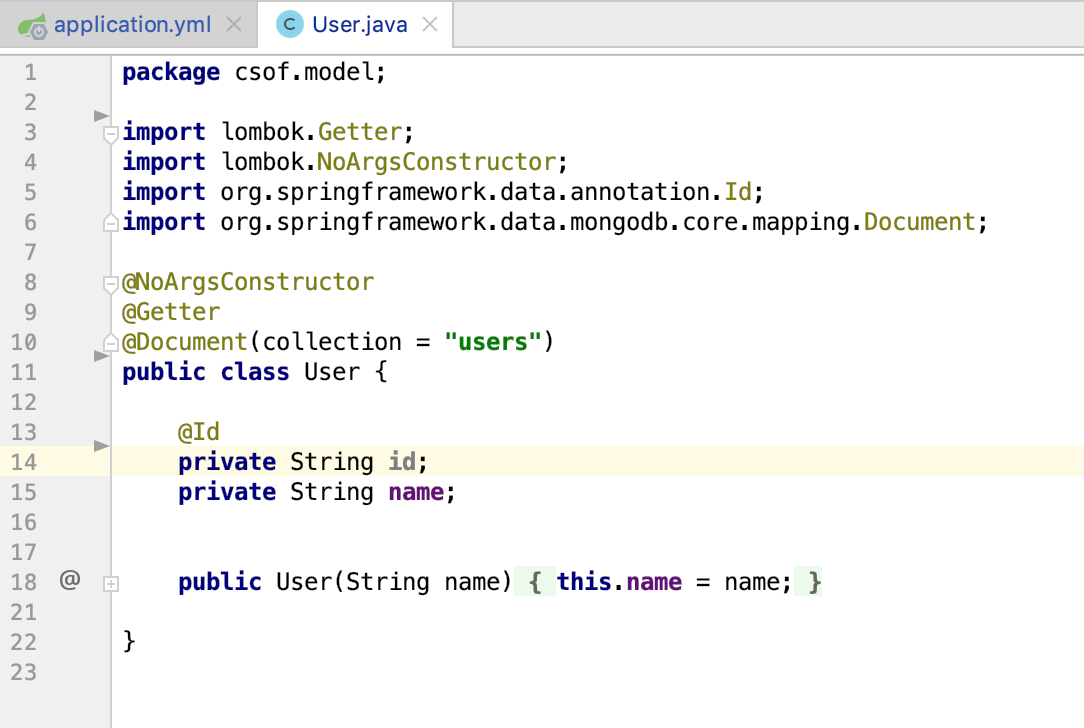 application.yml User.java
1 package csof.model;
2
3 import lombok.Getter;
4 import lombok.NoArgsConstructor;
5 import org.springframework.data.annotation.Id;
6 import org.springframework.data.mongodb.core.mapping.Document;
7
8 @NoArgsConstructor
9 @Getter
10 @Document(collection = "users")
11 public class User {
12
13 @Id
14 private String id;
15 private String name;
16
17
18 @ public User(String name) { this.name = name; }
21
22 }
23